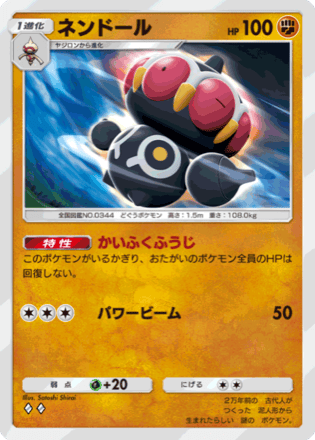 1進化 ネンドール HP 100
ヤジロンから進化
全国図鑑NO.0344 どぐうポケモン 高さ：1.5m 重さ：108.0kg
特性 かいふくふうじ
このポケモンがいるかぎり、おたがいのポケモン全員のHPは
回復しない。
パワービーム 50
弱点 +20 にげる
Illus. Satoshi Shirai
2万年前の 古代人が
つくった 泥人形から
生まれたらしい 謎の ポケモン。